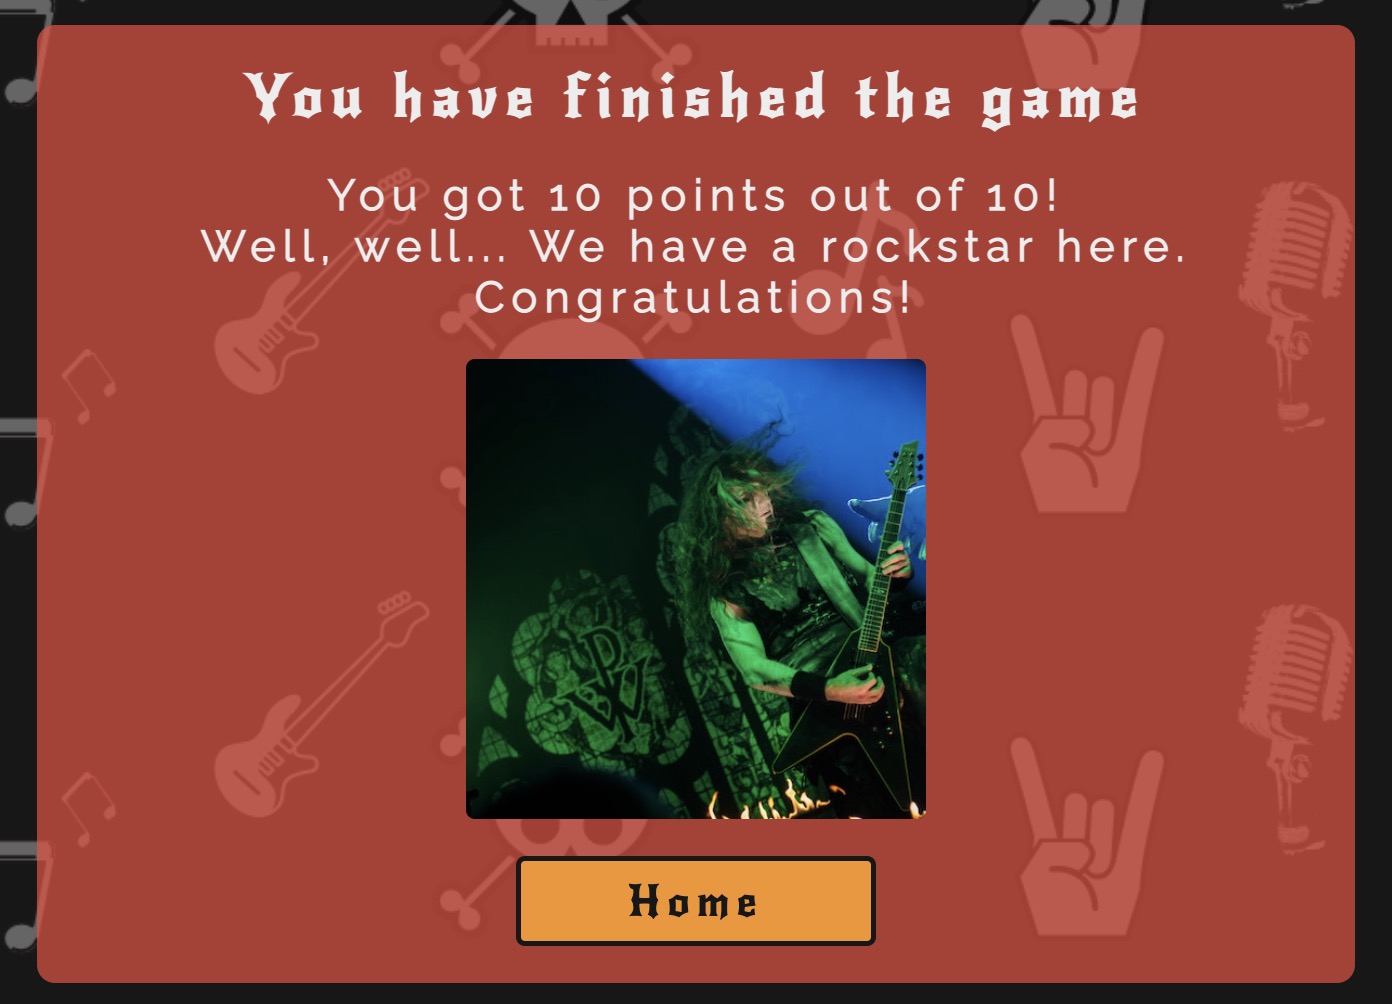 You have finished the game
You got 10 points out of 10!
Well, well... We have a rockstar here.
Congratulations!
Home